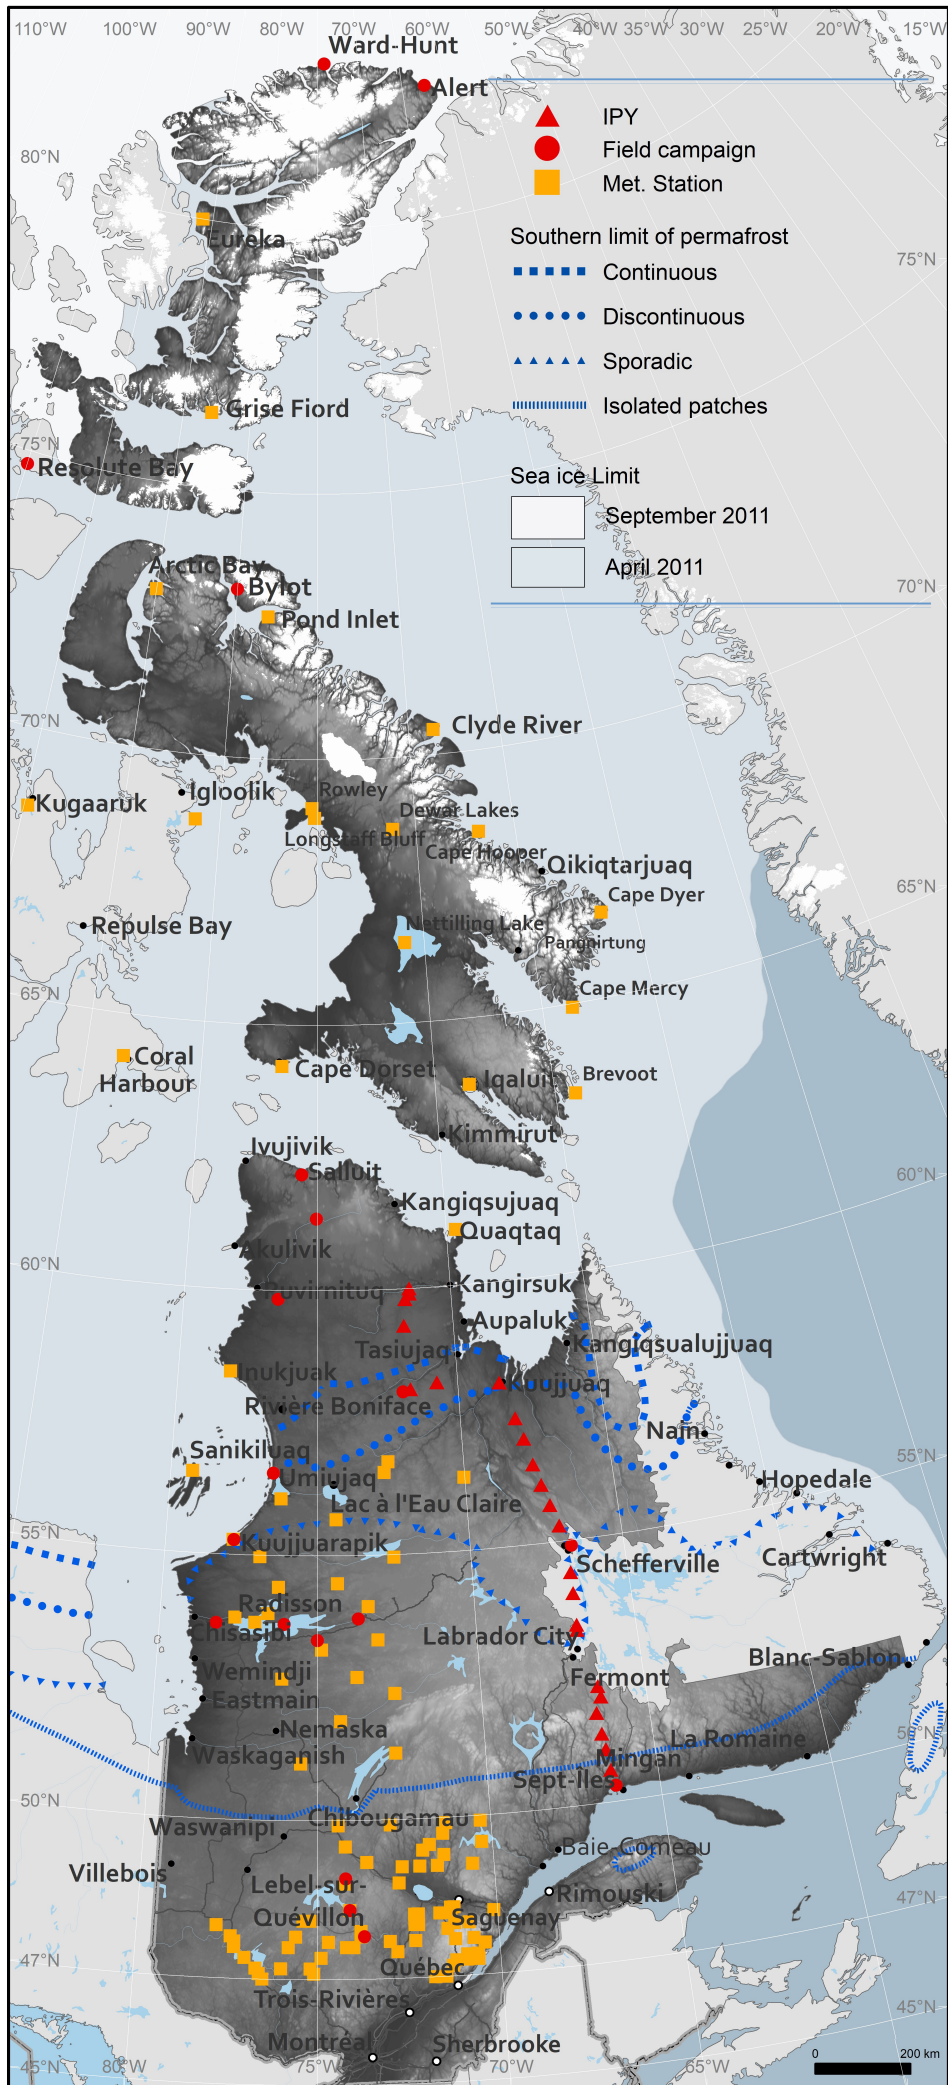 110°W 100°W 90°W 80°W 70°W 60°W 50°W 40°W 30°W 25°W 20°W 15°W
Ward-Hunt
Alert
IPY
Field campaign
Met. Station
80°N
Eureka
Southern limit of permafrost
75°N
Continuous
Discontinuous
Sporadic
Isolated patches
Grise Fiord
75°N
Resolute Bay
Sea ice Limit
September 2011
April 2011
Arctic Bay
Bylot
70°N
Pond Inlet
70°N
Clyde River
Igloolik
Rowley
Kugaaruk
Dewar Lakes
Longstaff Bluff
Cape Hooper
Qikiqtarjuaq
65°N
Cape Dyer
Repulse Bay
Nettilling Lake
Pangnirtung
65°N
Cape Mercy
Coral
Harbour
Cape Dorset
Iqaluit
Brevoot
Kimmirut
Ivujivik
Salluit
60°N
Kangiqsujuaq
Quaqtaq
Akulivik
60°N
Puvirnituq
Kangirsuk
Aupaluk
Tasiujaq
Kangiqsualujjuaq
Inukjuak
Kuujjuaq
Rivière Boniface
Nain
Sanikiluaq
55°N
Umiujaq
Hopedale
Lac à l'Eau Claire
55°N
Kuujjuarapik
Schefferville
Cartwright
Radisson
Chisasibi
Labrador City
Blanc-Sablon
Wemindji
Fermont
Eastmain
Nemaska
50°N
La Romaine
Waskaganish
Mingan
Sept-Iles
50°N
Chibougamau
Waswanipi
Baie-Comeau
Villebois
Lebel-sur-
Quévillon
Rimouski
47°N
Saguenay
47°N
Québec
Trois-Rivières
45°N
Montréal
Sherbrooke
45°N 80°W 75°W 70°W 65°W
0 200 km